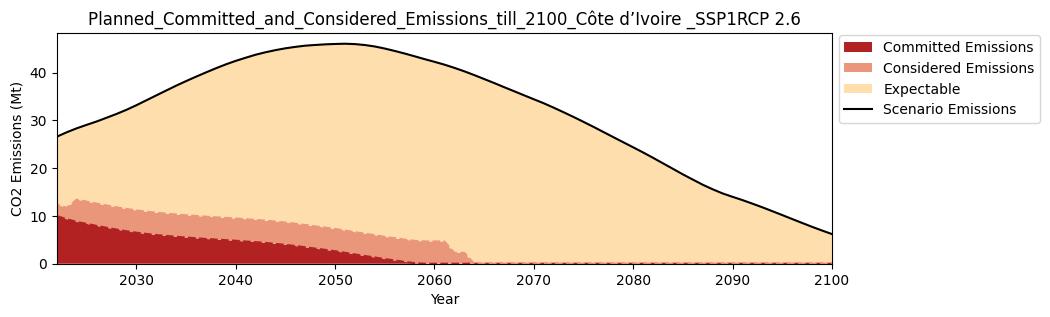 Planned_Committed_and_Considered_Emissions_till_2100_Côte d’Ivoire _SSP1RCP 2.6
Committed Emissions
Considered Emissions
Expectable
Scenario Emissions
CO2 Emissions (Mt)
40
30
20
10
0
2030 2040 2050 2060 2070 2080 2090 2100
Year